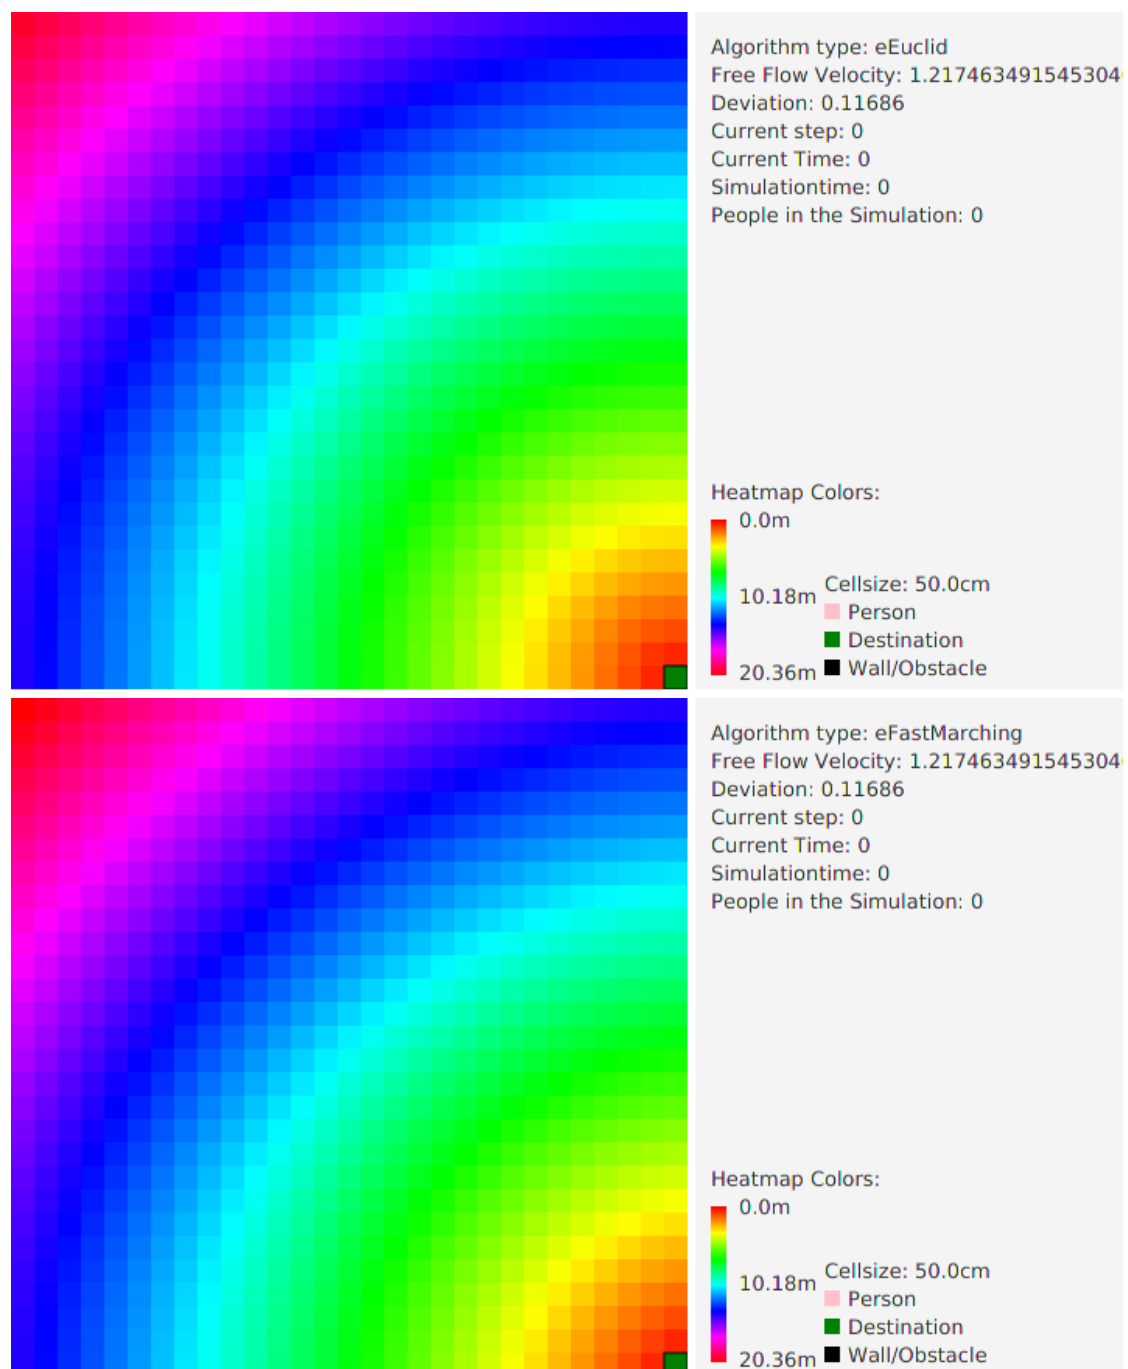 Algorithm type: eEuclid
Free Flow Velocity: 1.217463491545304
Deviation: 0.11686
Current step: 0
Current Time: 0
Simulationtime: 0
People in the Simulation: 0
Heatmap Colors:
0.0m
10.18m
20.36m
Cellsize: 50.0cm
Person
Destination
Wall/Obstacle
Algorithm type: eFastMarching
Free Flow Velocity: 1.217463491545304
Deviation: 0.11686
Current step: 0
Current Time: 0
Simulationtime: 0
People in the Simulation: 0
Heatmap Colors:
0.0m
10.18m
20.36m
Cellsize: 50.0cm
Person
Destination
Wall/Obstacle